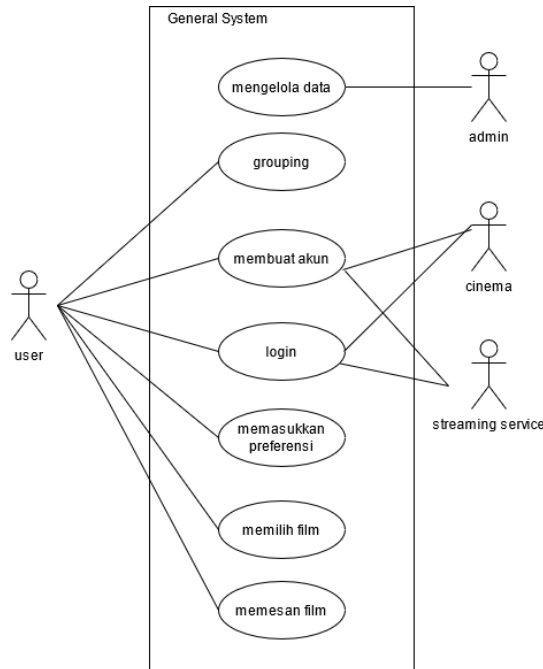 General System
mengelola data
admin
grouping
membuat akun
cinema
user
login
streaming service
memasukkan
preferensi
memilih film
memesan film